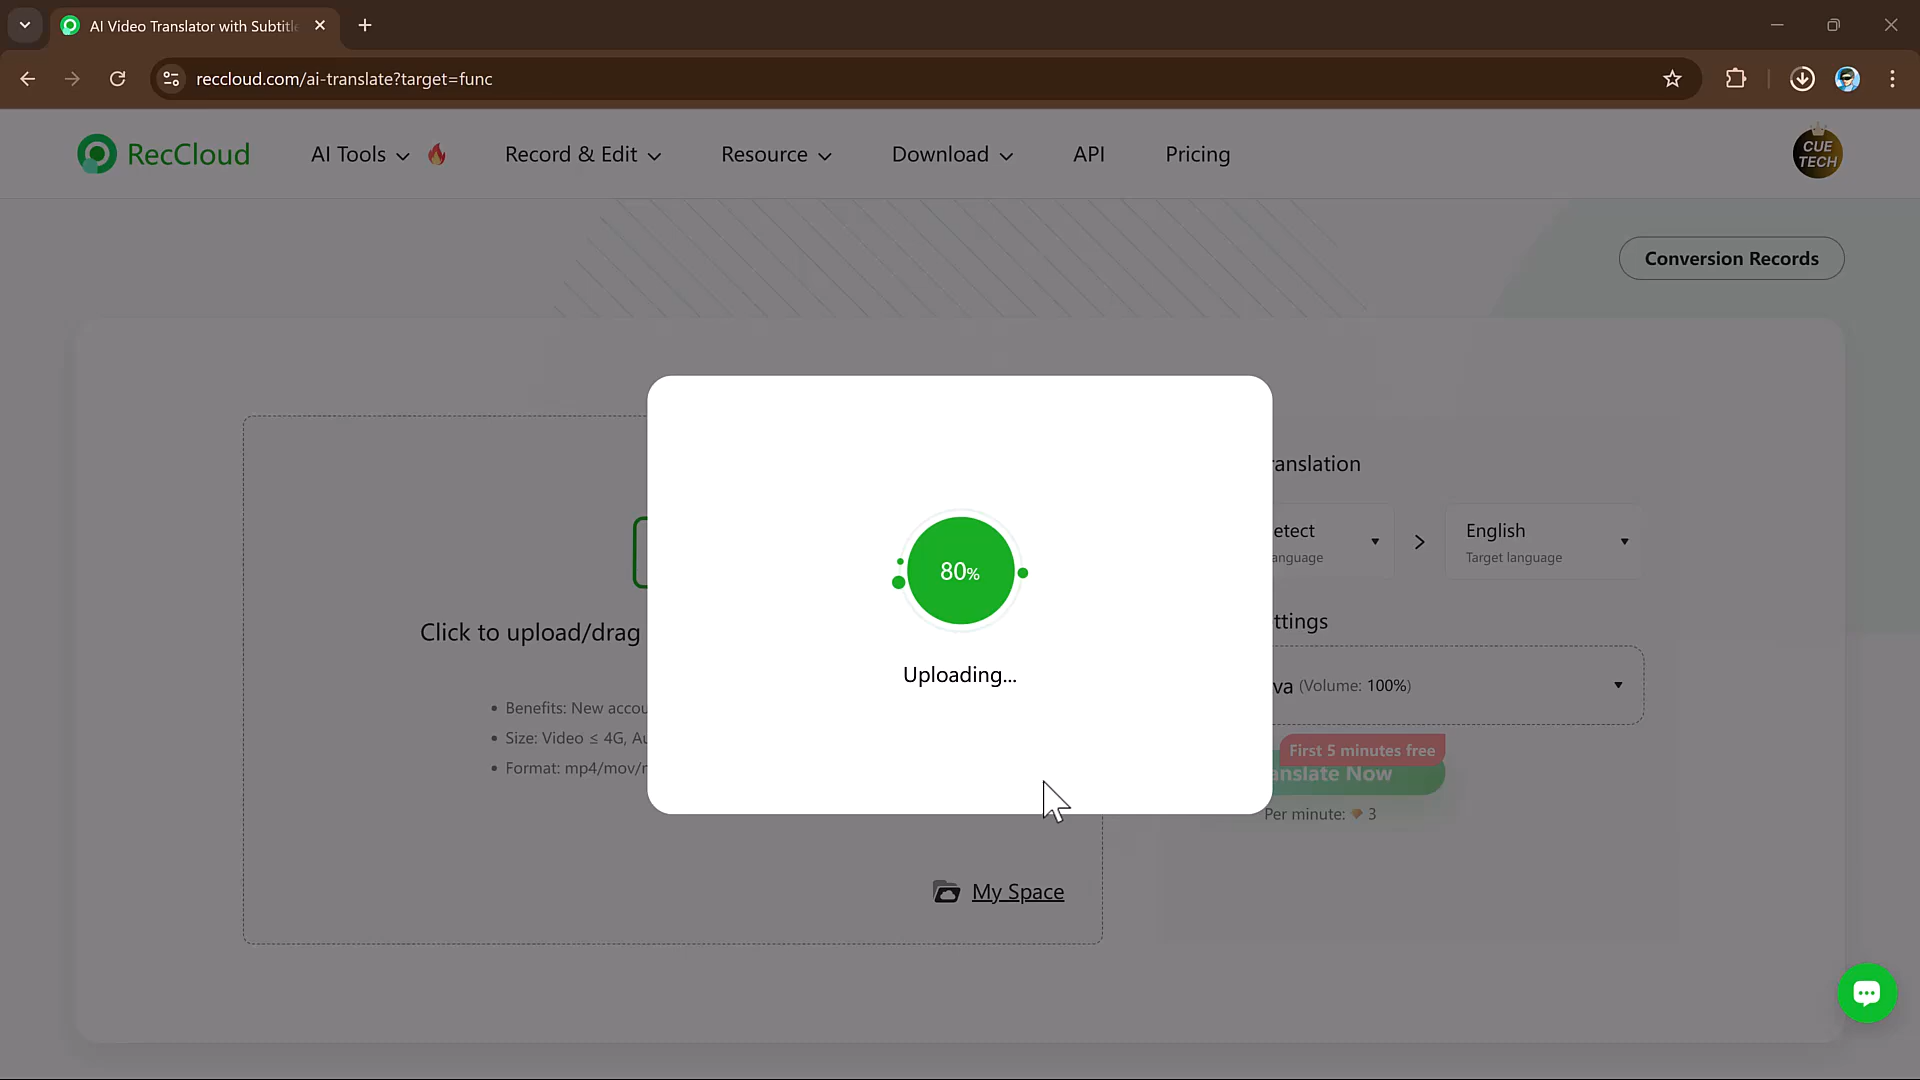 AI Video Translator with Subtitle
reccloud.com/ai-translate?target=func
RecCloud
AI Tools
Record & Edit
Resource
Download
API
Pricing
CUE
TECH
Conversion Records
Click to upload/drag
• Benefits: New accou
• Size: Video ≤ 4G, Au
• Format: mp4/mov/m
My Space
80%
Uploading...
anslation
etect
anguage
English
Target language
ttings
va (Volume: 100%)
First 5 minutes free
anslate Now
Per minute: 3